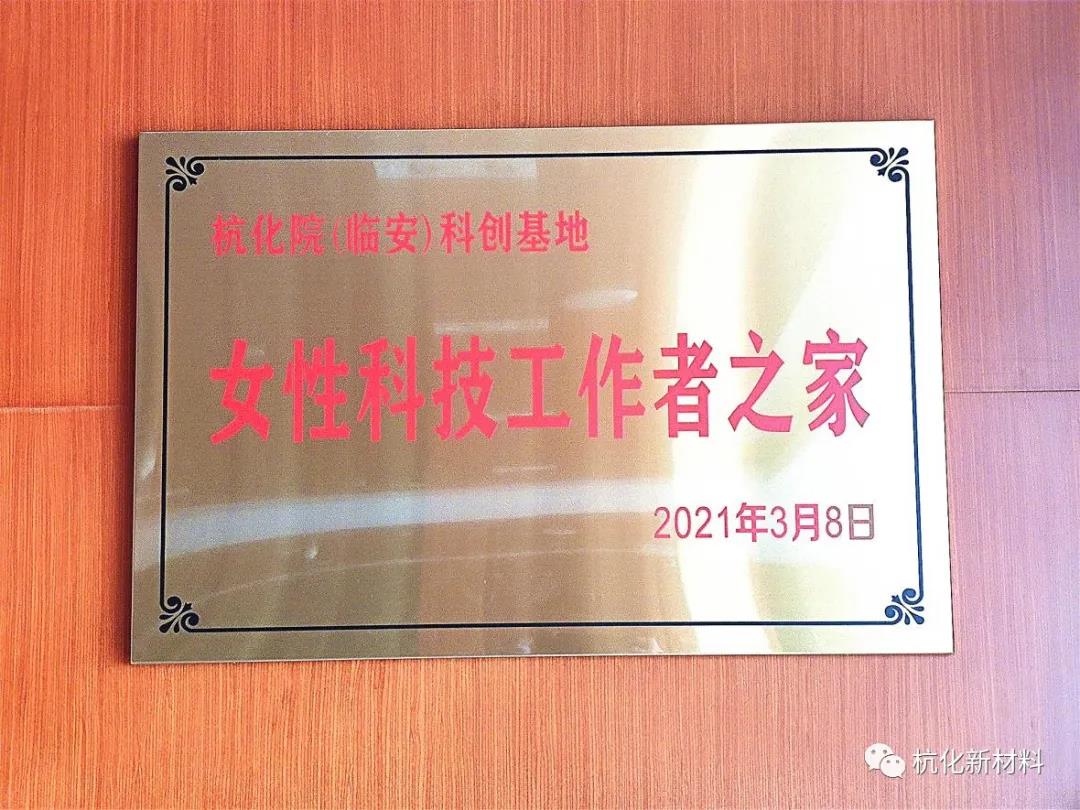 杭化院(临安)科创基地
女性科技工作者之家
2021年3月8日
杭化新材料